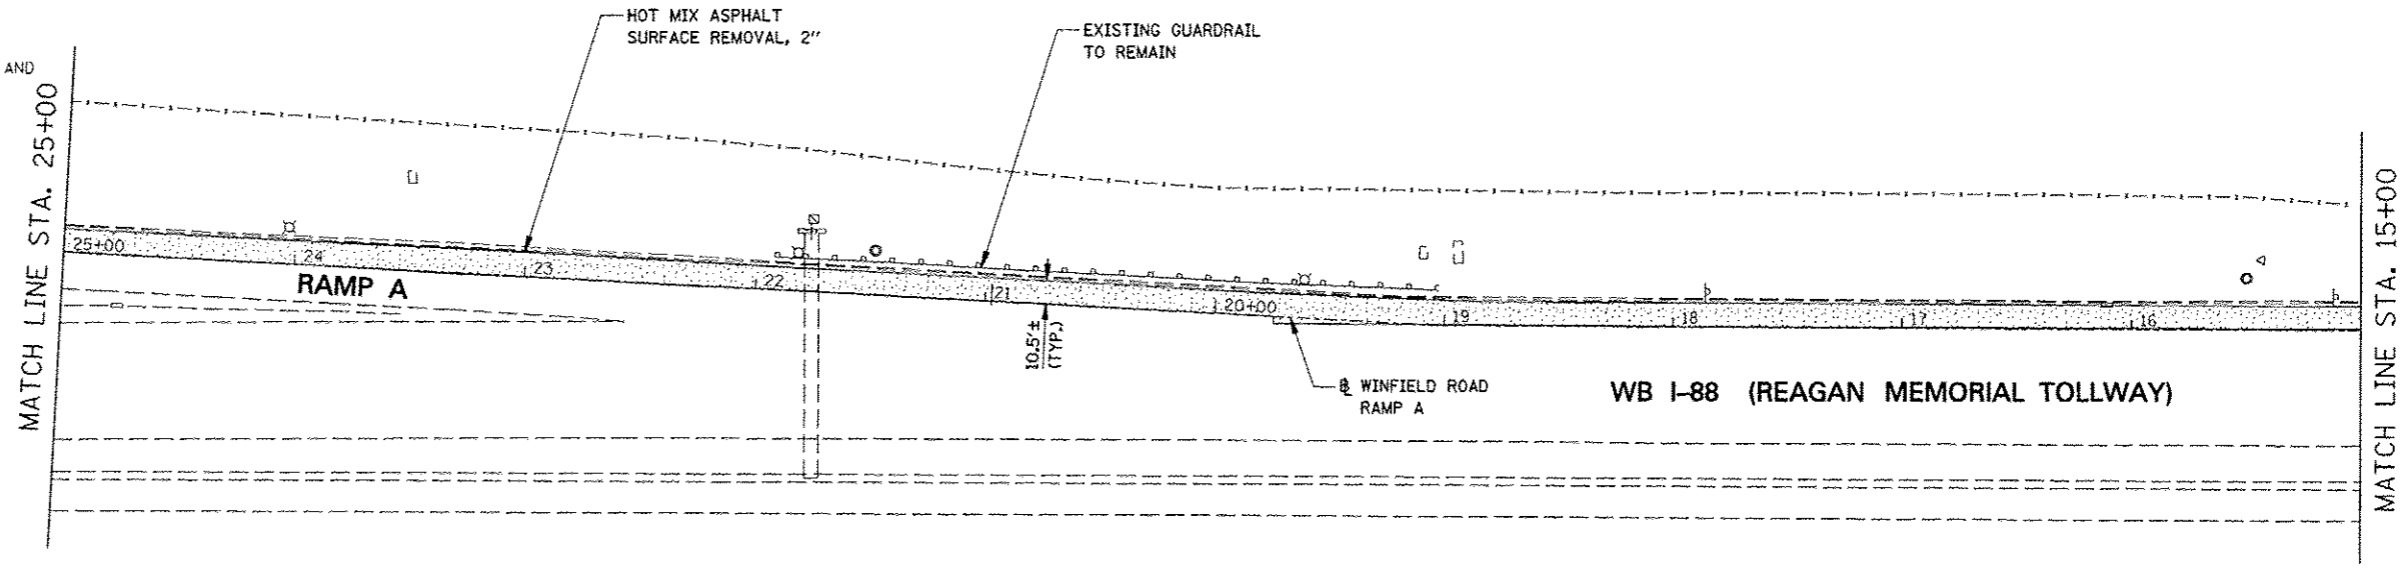 HOT MIX ASPHALT
SURFACE REMOVAL, 2"
EXISTING GUARDRAIL
TO REMAIN
AND
MATCH LINE STA. 25+00
25+00
24
23
22
21
20+00
19
18
17
16
RAMP A
10.5'±
(TYP.)
℄ WINFIELD ROAD
RAMP A
WB I-88 (REAGAN MEMORIAL TOLLWAY)
MATCH LINE STA. 15+00